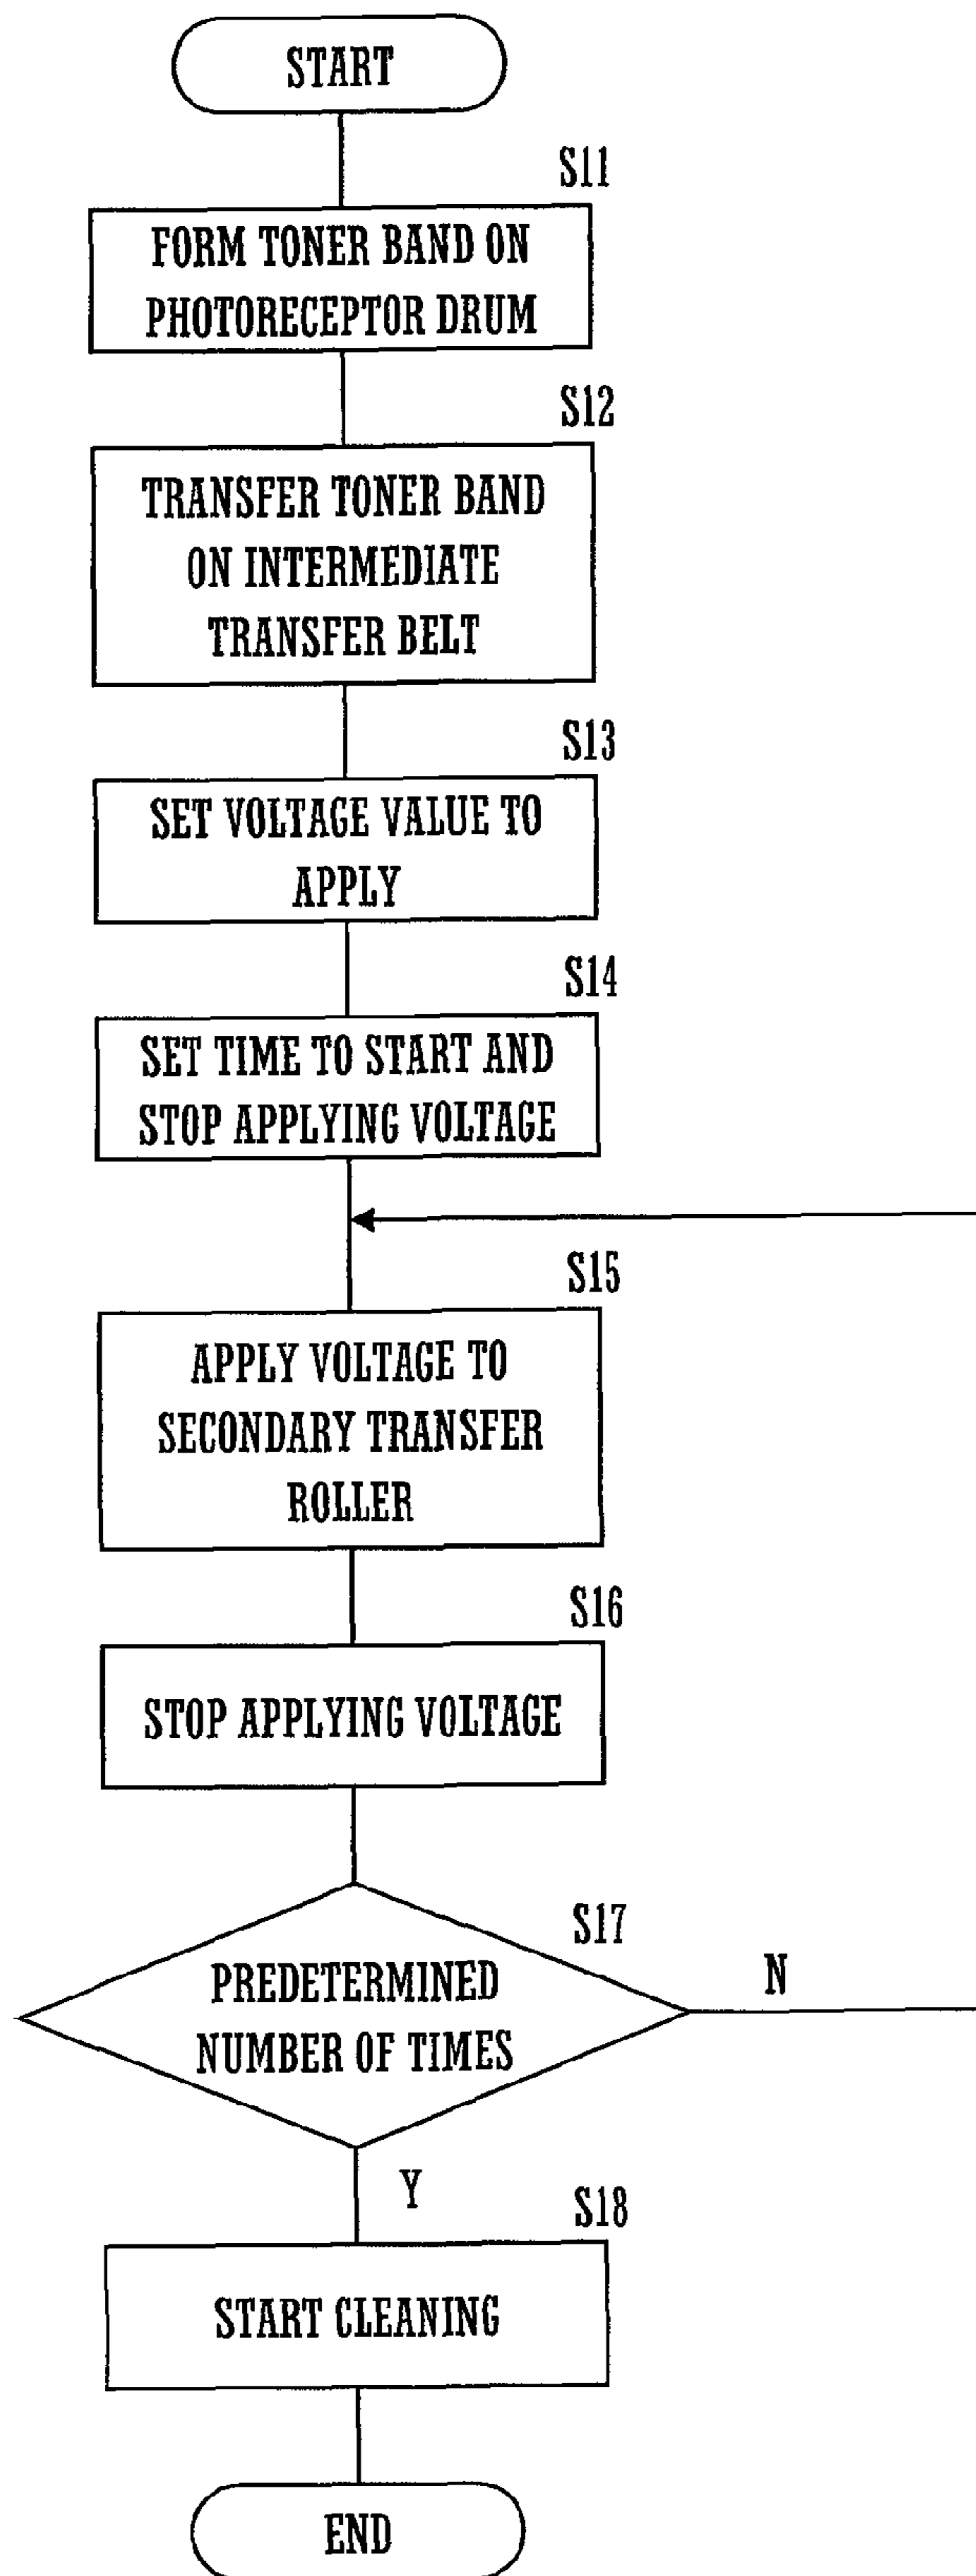 START
S11
FORM TONER BAND ON
PHOTORECEPTOR DRUM
S12
TRANSFER TONER BAND
ON INTERMEDIATE
TRANSFER BELT
S13
SET VOLTAGE VALUE TO
APPLY
S14
SET TIME TO START AND
STOP APPLYING VOLTAGE
S15
APPLY VOLTAGE TO
SECONDARY TRANSFER
ROLLER
S16
STOP APPLYING VOLTAGE
S17
PREDETERMINED
NUMBER OF TIMES
N
Y
S18
START CLEANING
END